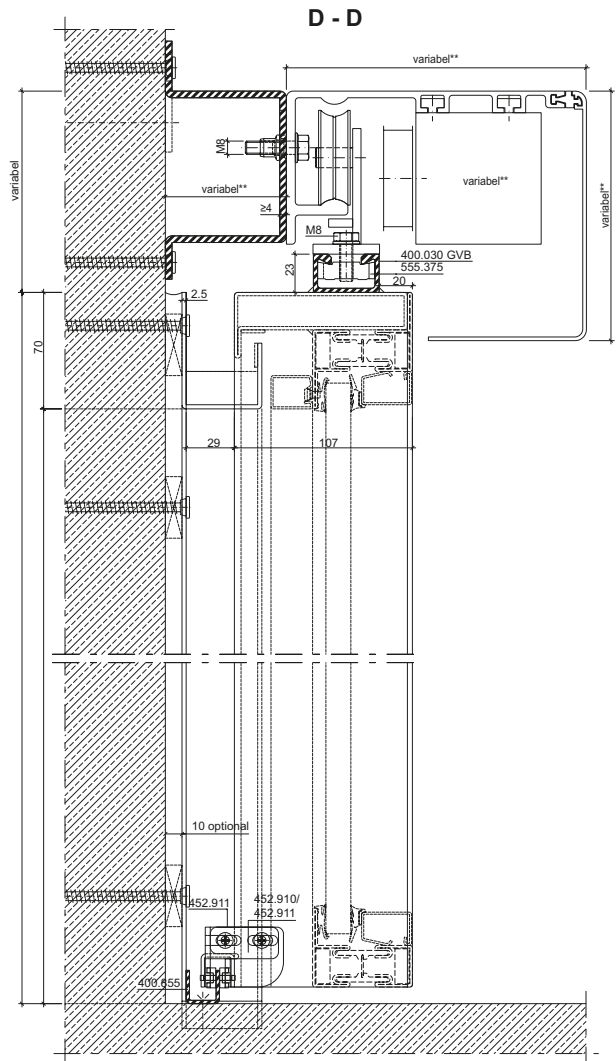 D - D
variabel**
variabel
M8
variabel**
variabel**
variabel**
≥4
M8
400.030 GVB
555.375
23
20
2.5
70
29
107
10 optional
452.911
452.910/
452.911
400.655